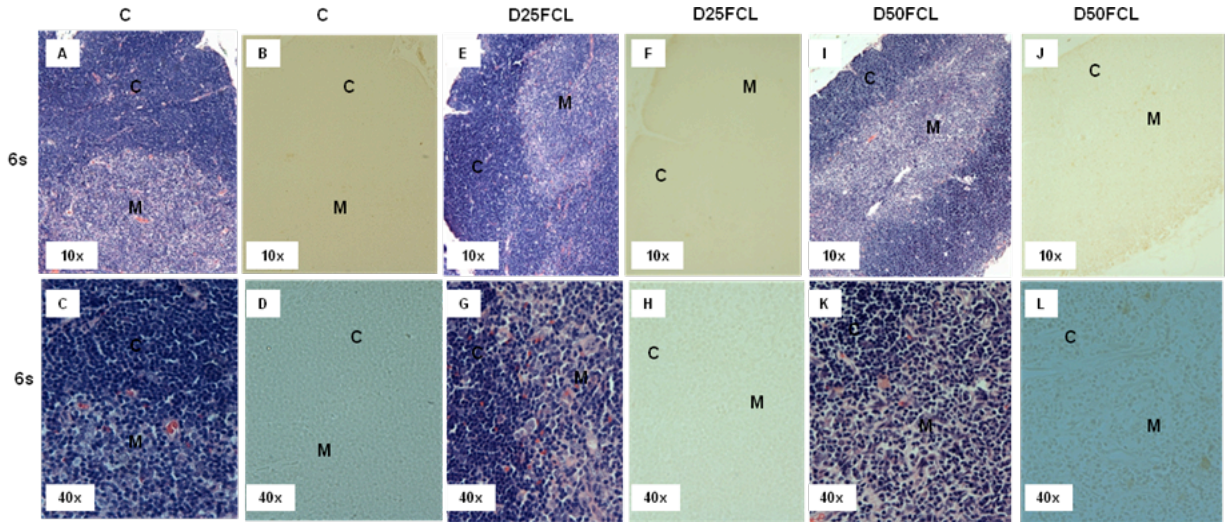 C C D25FCL D25FCL D50FCL D50FCL
A B E F I J
C C M C M
C M M
6s
C C
M M
10x 10x 10x 10x 10x 10x
C D G H K L
C C C C C
M M M M
6s
M M
40x 40x 40x 40x 40x 40x